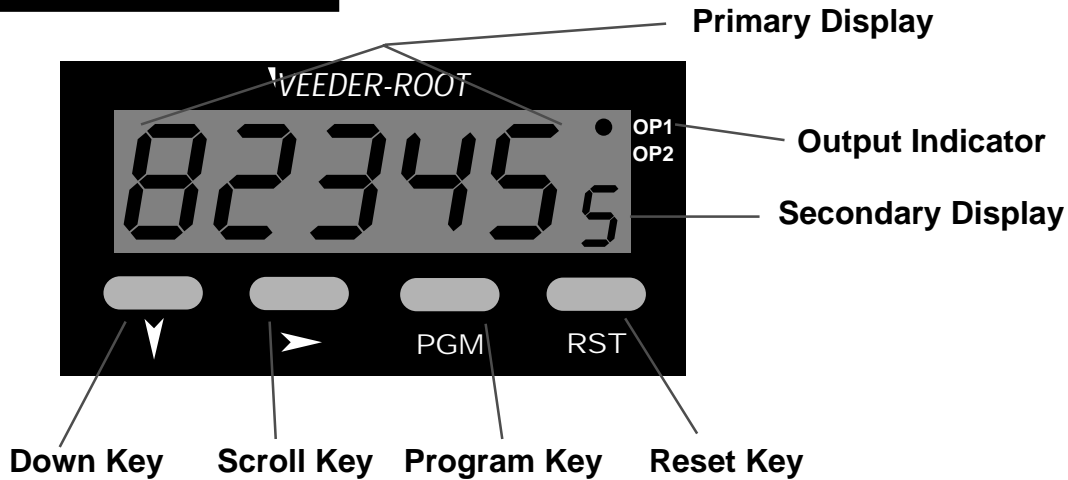 Primary Display
VEEDER-ROOT
82345
OP1
OP2
Output Indicator
5
Secondary Display
PGM
RST
Down Key
Scroll Key
Program Key
Reset Key